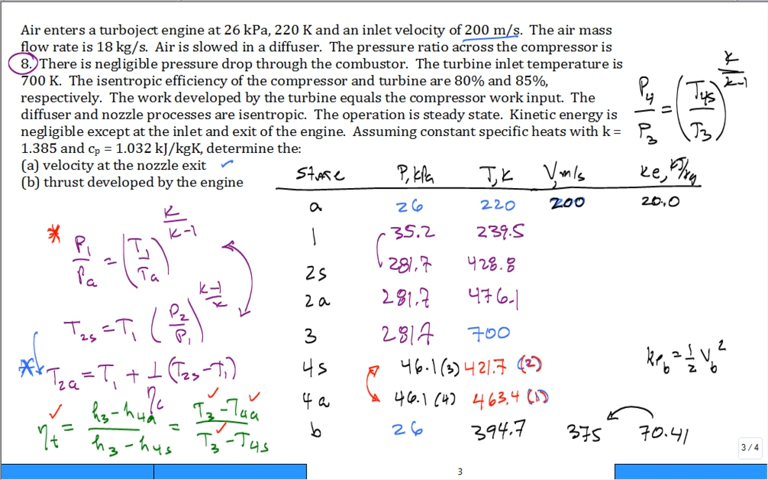 Air enters a turboject engine at 26 kPa, 220 K and an inlet velocity of 200 m/s. The air mass
flow rate is 18 kg/s. Air is slowed in a diffuser. The pressure ratio across the compressor is
8. There is negligible pressure drop through the combustor. The turbine inlet temperature is
700 K. The isentropic efficiency of the compressor and turbine are 80% and 85%,
respectively. The work developed by the turbine equals the compressor work input. The
diffuser and nozzle processes are isentropic. The operation is steady state. Kinetic energy is
negligible except at the inlet and exit of the engine. Assuming constant specific heats with k =
1.385 and cp = 1.032 kJ/kgK, determine the:
(a) velocity at the nozzle exit
(b) thrust developed by the engine
P4/P3 = (T4s/T3)^(k/k-1)
State P, kPa T, K V, m/s ke, kJ/kg
a 26 220 200 20.0
1 35.2 239.5
2s 281.7 428.8
2a 281.7 476.1
3 281.7 700
4s 46.1 (3) 421.7 (2)
4a 46.1 (4) 463.4 (1)
b 26 394.7 375 70.41
* P1/Pa = (T1/Ta)^(k/k-1)
T2s = T1 (P2/P1)^(k-1/k)
* T2a = T1 + 1/ηc (T2s - T1)
ηt = h3 - h4a / h3 - h4s = T3 - T4a / T3 - T4s
keb = 1/2 Vb^2
3
3 / 4